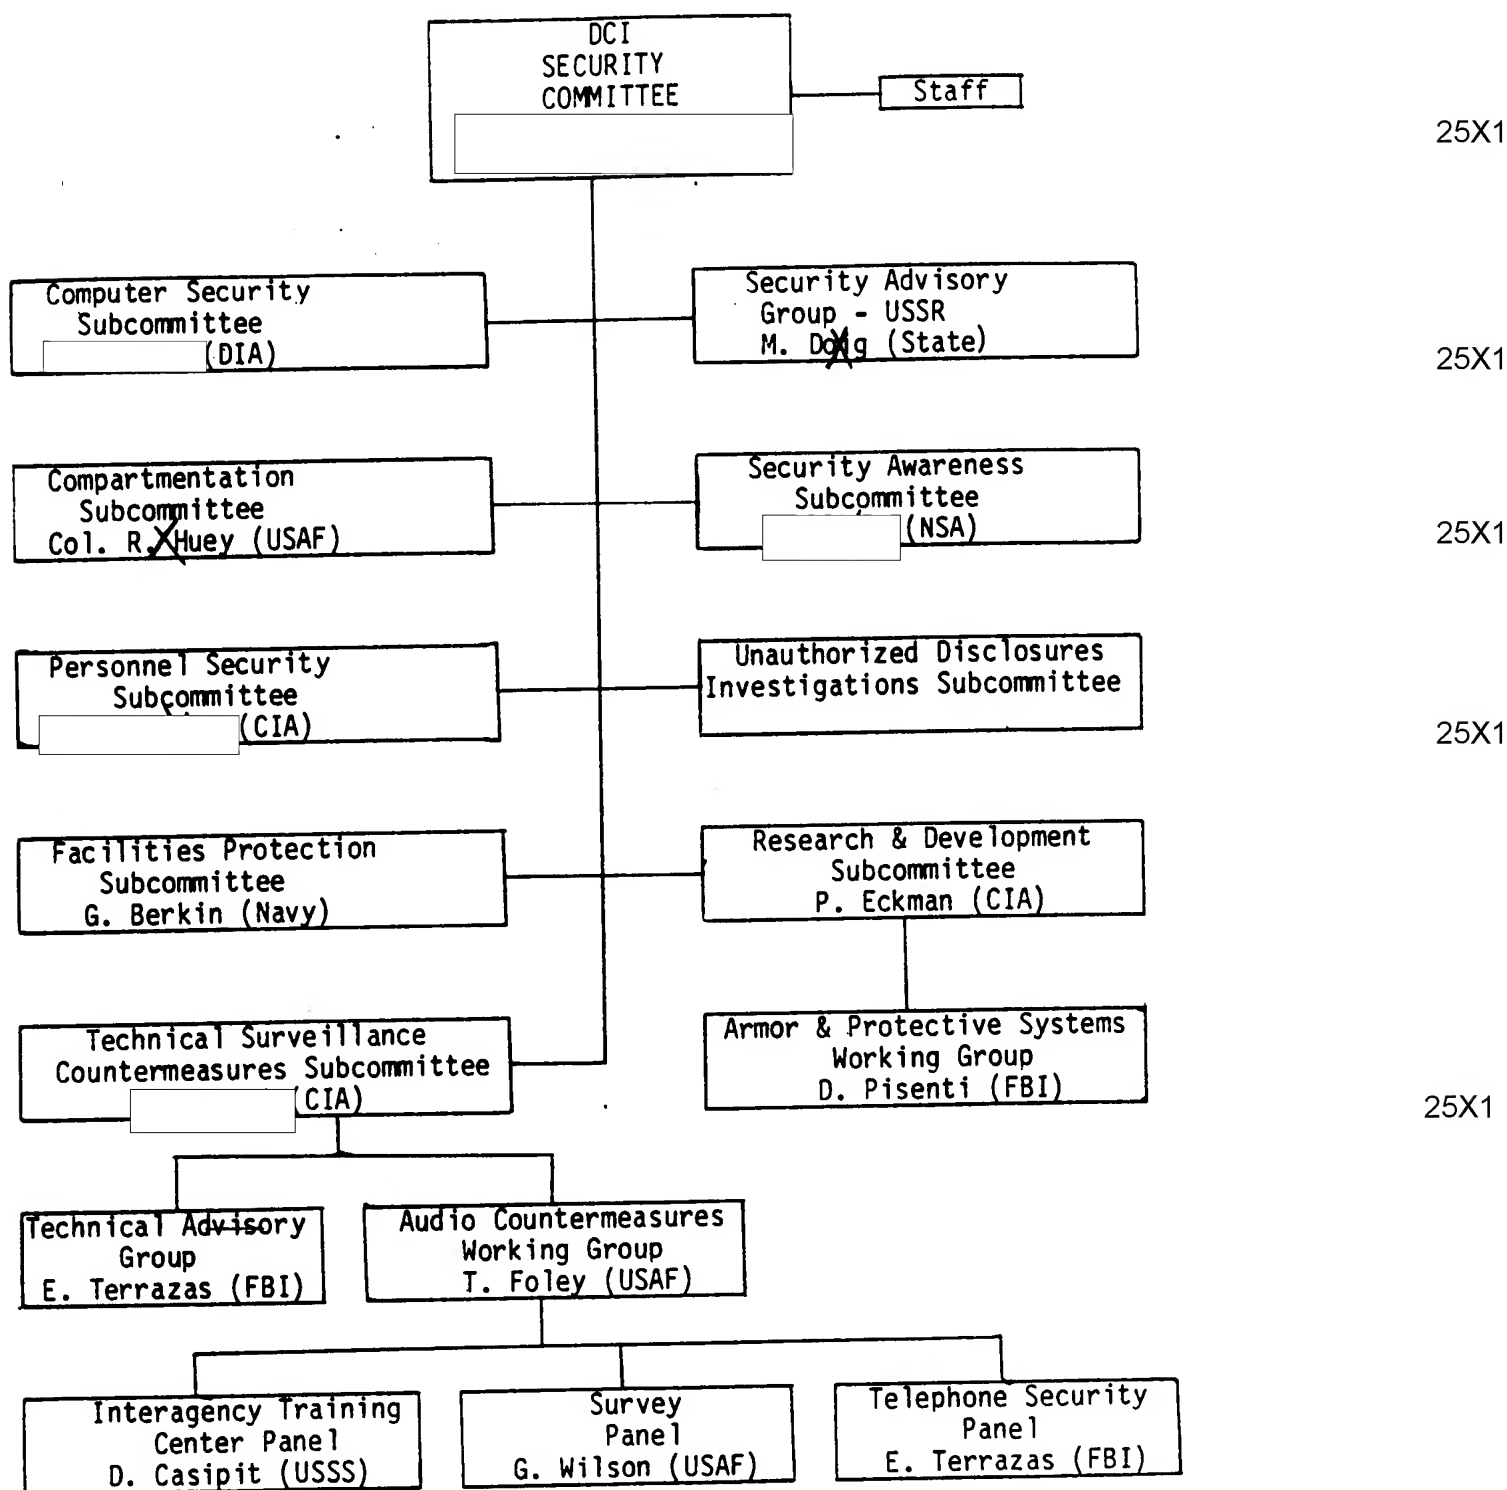 DCI
SECURITY
COMMITTEE
Staff
25X1
Computer Security
Subcommittee
(DIA)
Security Advisory
Group - USSR
M. (State)
25X1
Compartmentation
Subcommittee
Col. R. Huey (USAF)
Security Awareness
Subcommittee
(NSA)
25X1
Personnel Security
Subcommittee
(CIA)
Unauthorized Disclosures
Investigations Subcommittee
25X1
Facilities Protection
Subcommittee
G. Berkin (Navy)
Research & Development
Subcommittee
P. Eckman (CIA)
Technical Surveillance
Countermeasures Subcommittee
(CIA)
Armor & Protective Systems
Working Group
D. Pisenti (FBI)
25X1
Technical Advisory
Group
E. Terrazas (FBI)
Audio Countermeasures
Working Group
T. Foley (USAF)
Interagency Training
Center Panel
D. Casipit (USSS)
Survey
Panel
G. Wilson (USAF)
Telephone Security
Panel
E. Terrazas (FBI)